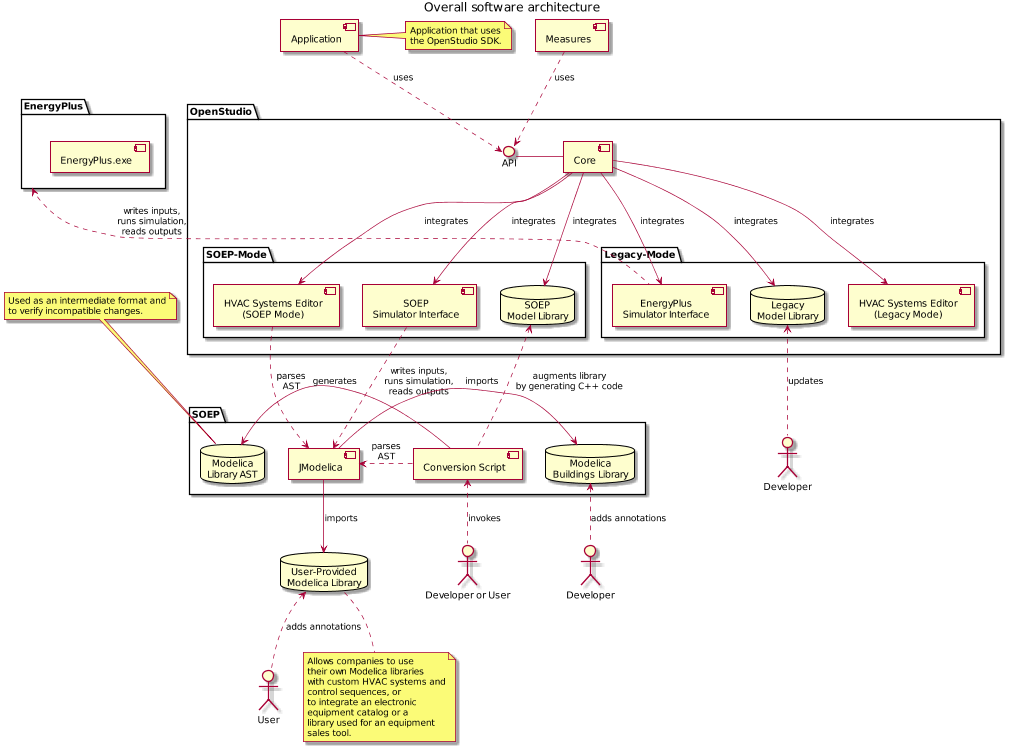 Overall software architecture
Application
Application that uses
the OpenStudio SDK.
Measures
uses
uses
EnergyPlus
EnergyPlus.exe
OpenStudio
API
Core
writes inputs,
runs simulation,
reads outputs
integrates
integrates
integrates
integrates
integrates
integrates
SOEP-Mode
HVAC Systems Editor
(SOEP Mode)
SOEP
Simulator Interface
SOEP
Model Library
Legacy-Mode
EnergyPlus
Simulator Interface
Legacy
Model Library
HVAC Systems Editor
(Legacy Mode)
Used as an intermediate format and
to verify incompatible changes.
parses
AST
generates
writes inputs,
runs simulation,
reads outputs
imports
augments library
by generating C++ code
updates
SOEP
Modelica
Library AST
JModelica
parses
AST
Conversion Script
Modelica
Buildings Library
Developer
imports
invokes
adds annotations
User-Provided
Modelica Library
Developer or User
Developer
adds annotations
User
Allows companies to use
their own Modelica libraries
with custom HVAC systems and
control sequences, or
to integrate an electronic
equipment catalog or a
library used for an equipment
sales tool.